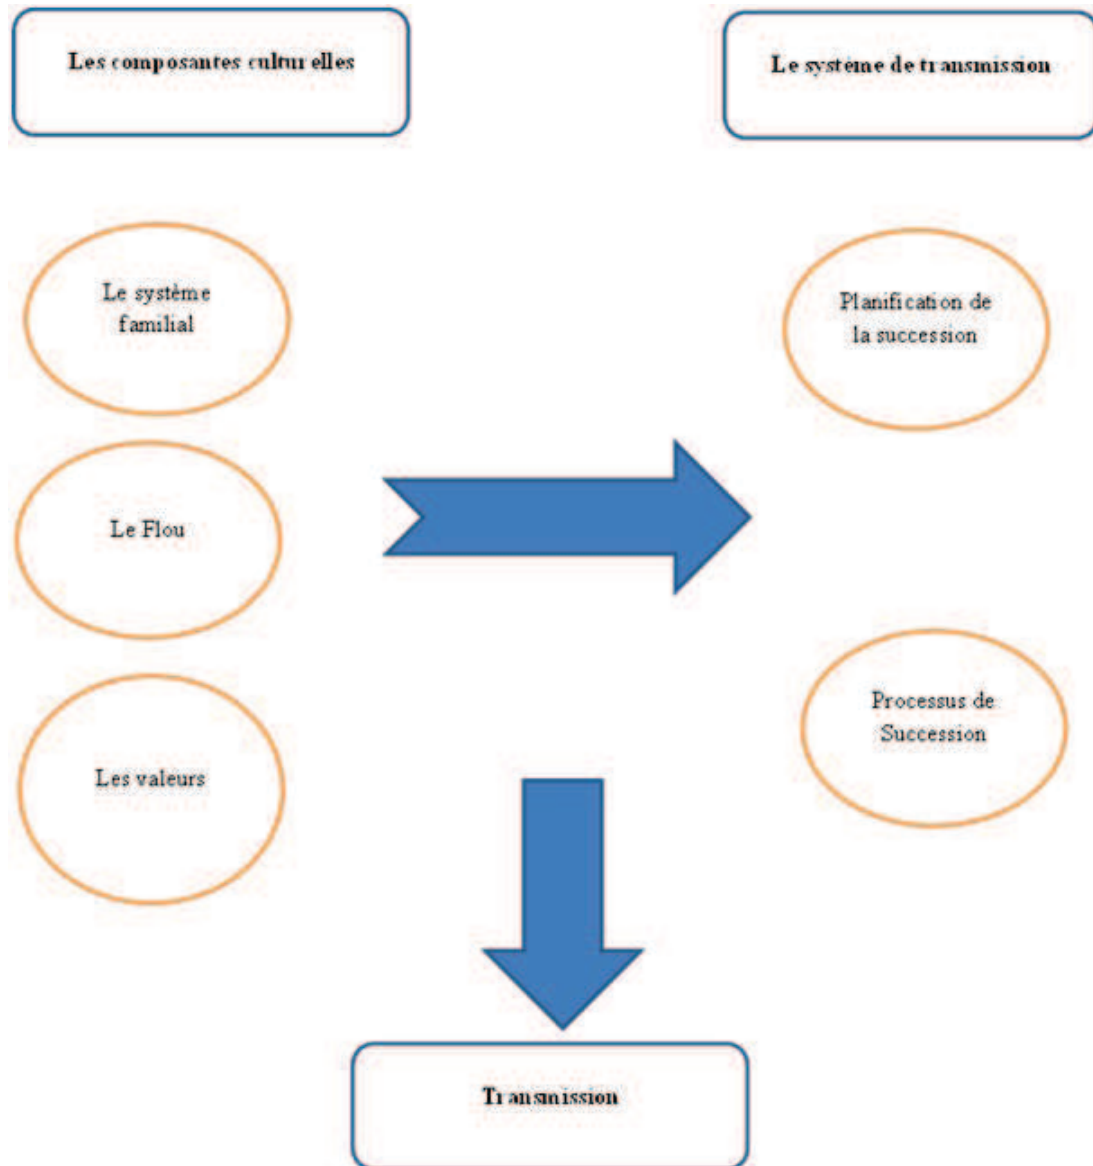 Les composantes culturelles
Le système de transmission
Le système
familial
Planification de
la succession
Le Flou
Processus de
Succession
Les valeurs
Transmission